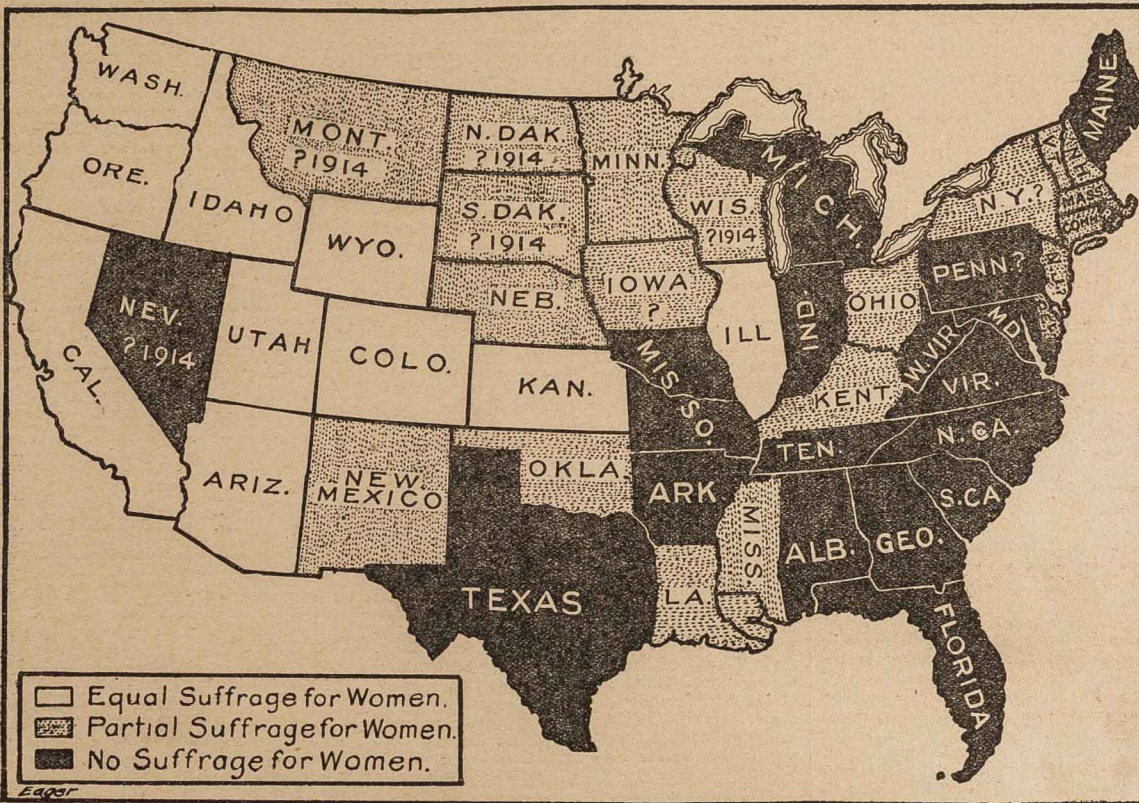 WASH.
ORE.
IDAHO
MONT.
?1914
N. DAK
?1914
MINN.
S. DAK.
?1914
WYO.
NEV.
?1914
CAL.
UTAH
COLO.
NEB.
IOWA
?
WIS
?1914
MICH.
ILL
IND.
OHIO
KAN.
MISSO.
ARIZ.
NEW.
MEXICO
OKLA.
ARK
TEXAS
LA
MISS.
ALB.
GEO.
FLORIDA
TEN.
KENT.
W. VIR.
VIR.
N. CA.
S. CA
MD.
PENN?
N Y.?
VT.
N.H.
MASS
CONN
MAINE
Equal Suffrage for Women.
Partial Suffrage for Women.
No Suffrage for Women.
Eager